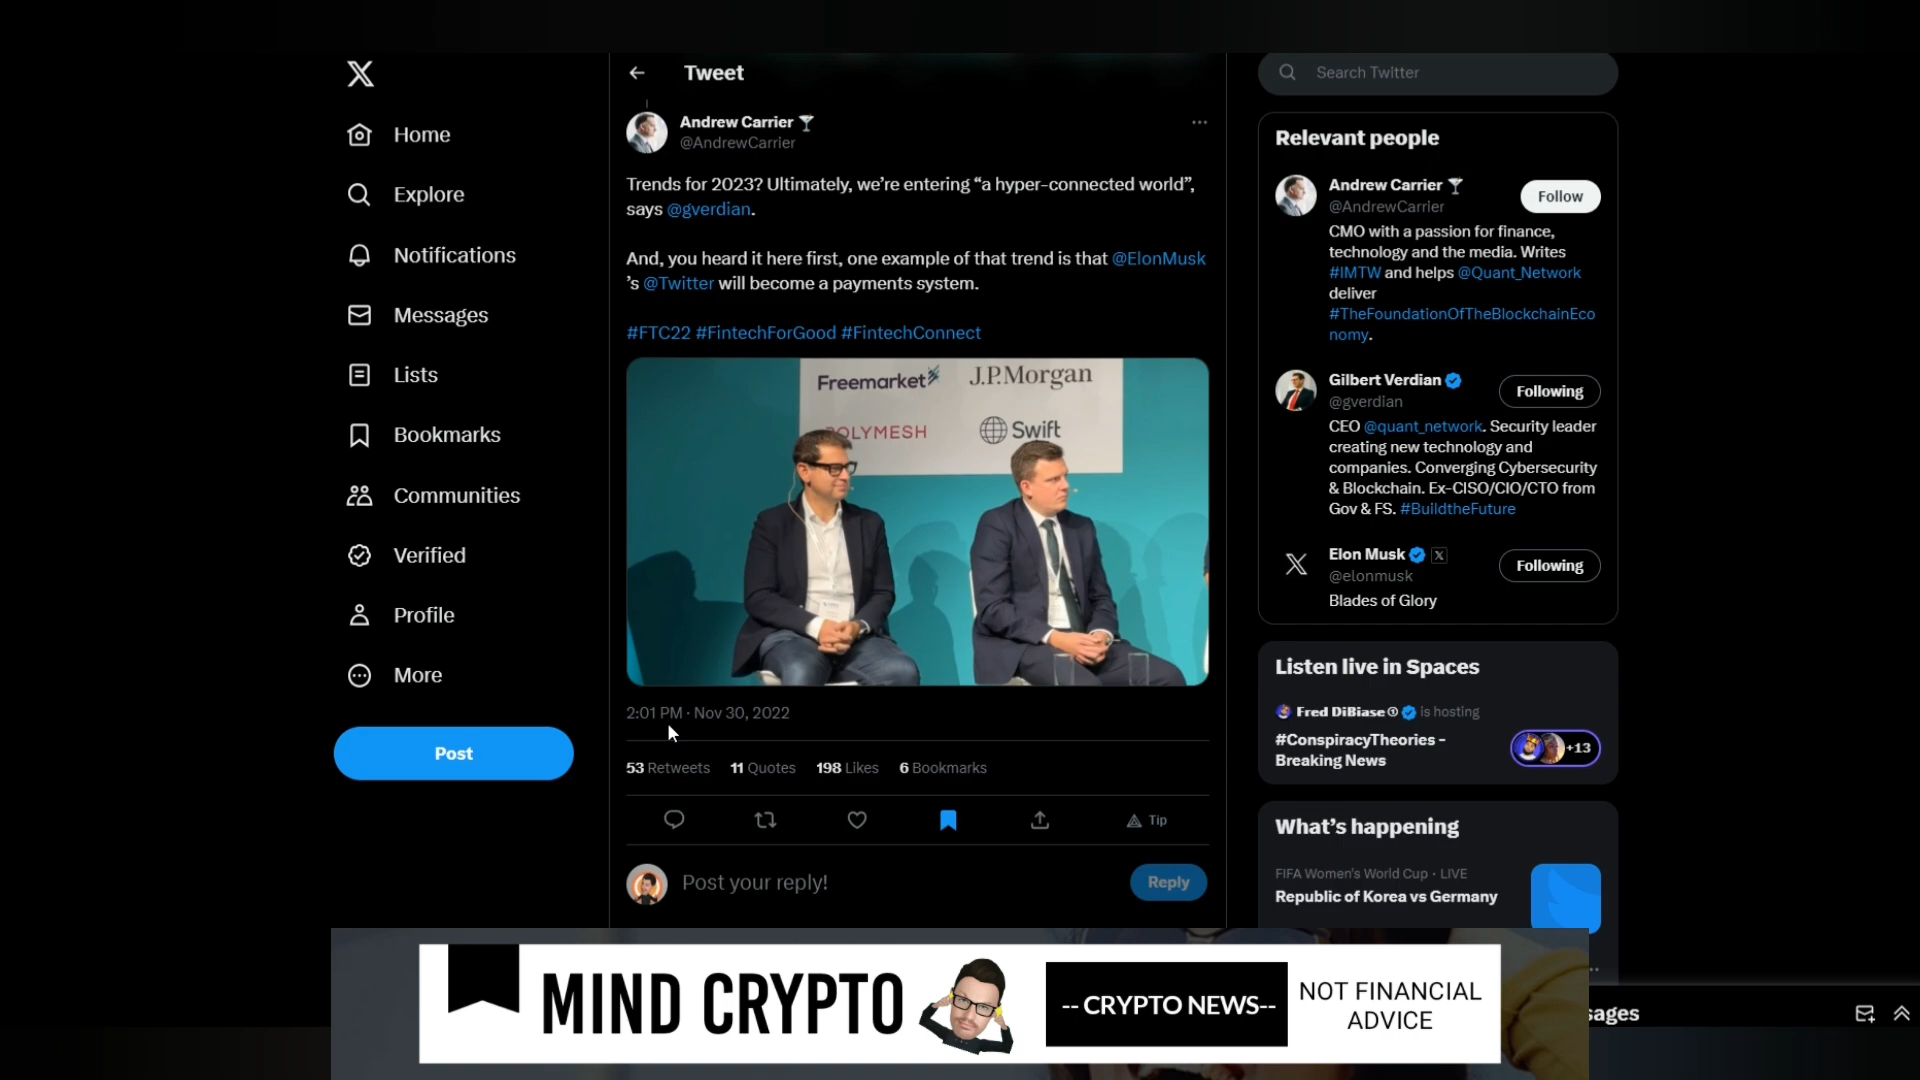 Home
Explore
Notifications
Messages
Lists
Bookmarks
Communities
Verified
Profile
More
Post
Tweet
Andrew Carrier
@AndrewCarrier
Trends for 2023? Ultimately, we’re entering “a hyper-connected world”,
says @gverdian.
And, you heard it here first, one example of that trend is that @ElonMusk
’s @Twitter will become a payments system.
#FTC22 #FintechForGood #FintechConnect
Freemarket
J.P.Morgan
POLYMESH
Swift
2:01 PM · Nov 30, 2022
53 Retweets 11 Quotes 198 Likes 6 Bookmarks
Tip
Post your reply!
Reply
Search Twitter
Relevant people
Andrew Carrier
@AndrewCarrier
Follow
CMO with a passion for finance,
technology and the media. Writes
#IMTW and helps @Quant_Network
deliver
#TheFoundationOfTheBlockchainEco
nomy.
Gilbert Verdian
@gverdian
Following
CEO @quant_network. Security leader
creating new technology and
companies. Converging Cybersecurity
& Blockchain. Ex-CISO/CIO/CTO from
Gov & FS. #BuildtheFuture
Elon Musk
@elonmusk
Following
Blades of Glory
Listen live in Spaces
Fred DiBiase is hosting
#ConspiracyTheories -
Breaking News
+13
What’s happening
FIFA Women's World Cup · LIVE
Republic of Korea vs Germany
sages
MIND CRYPTO
-- CRYPTO NEWS--
NOT FINANCIAL
ADVICE